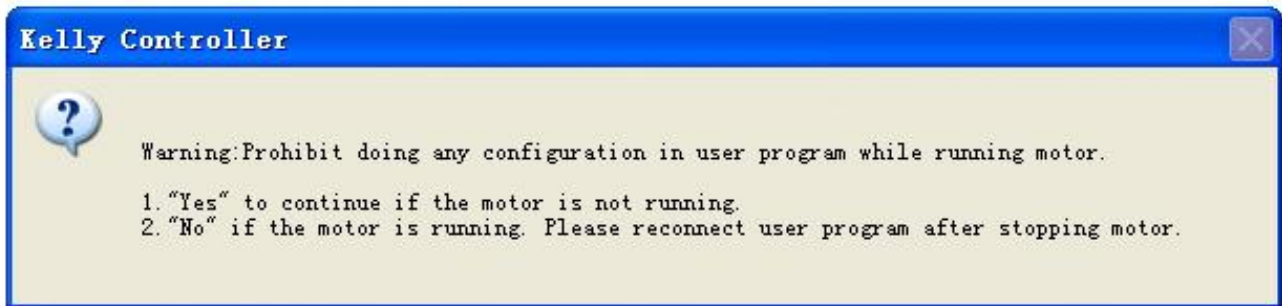 Kelly Controller
Warning:Prohibit doing any configuration in user program while running motor.
1."Yes" to continue if the motor is not running.
2."No" if the motor is running. Please reconnect user program after stopping motor.